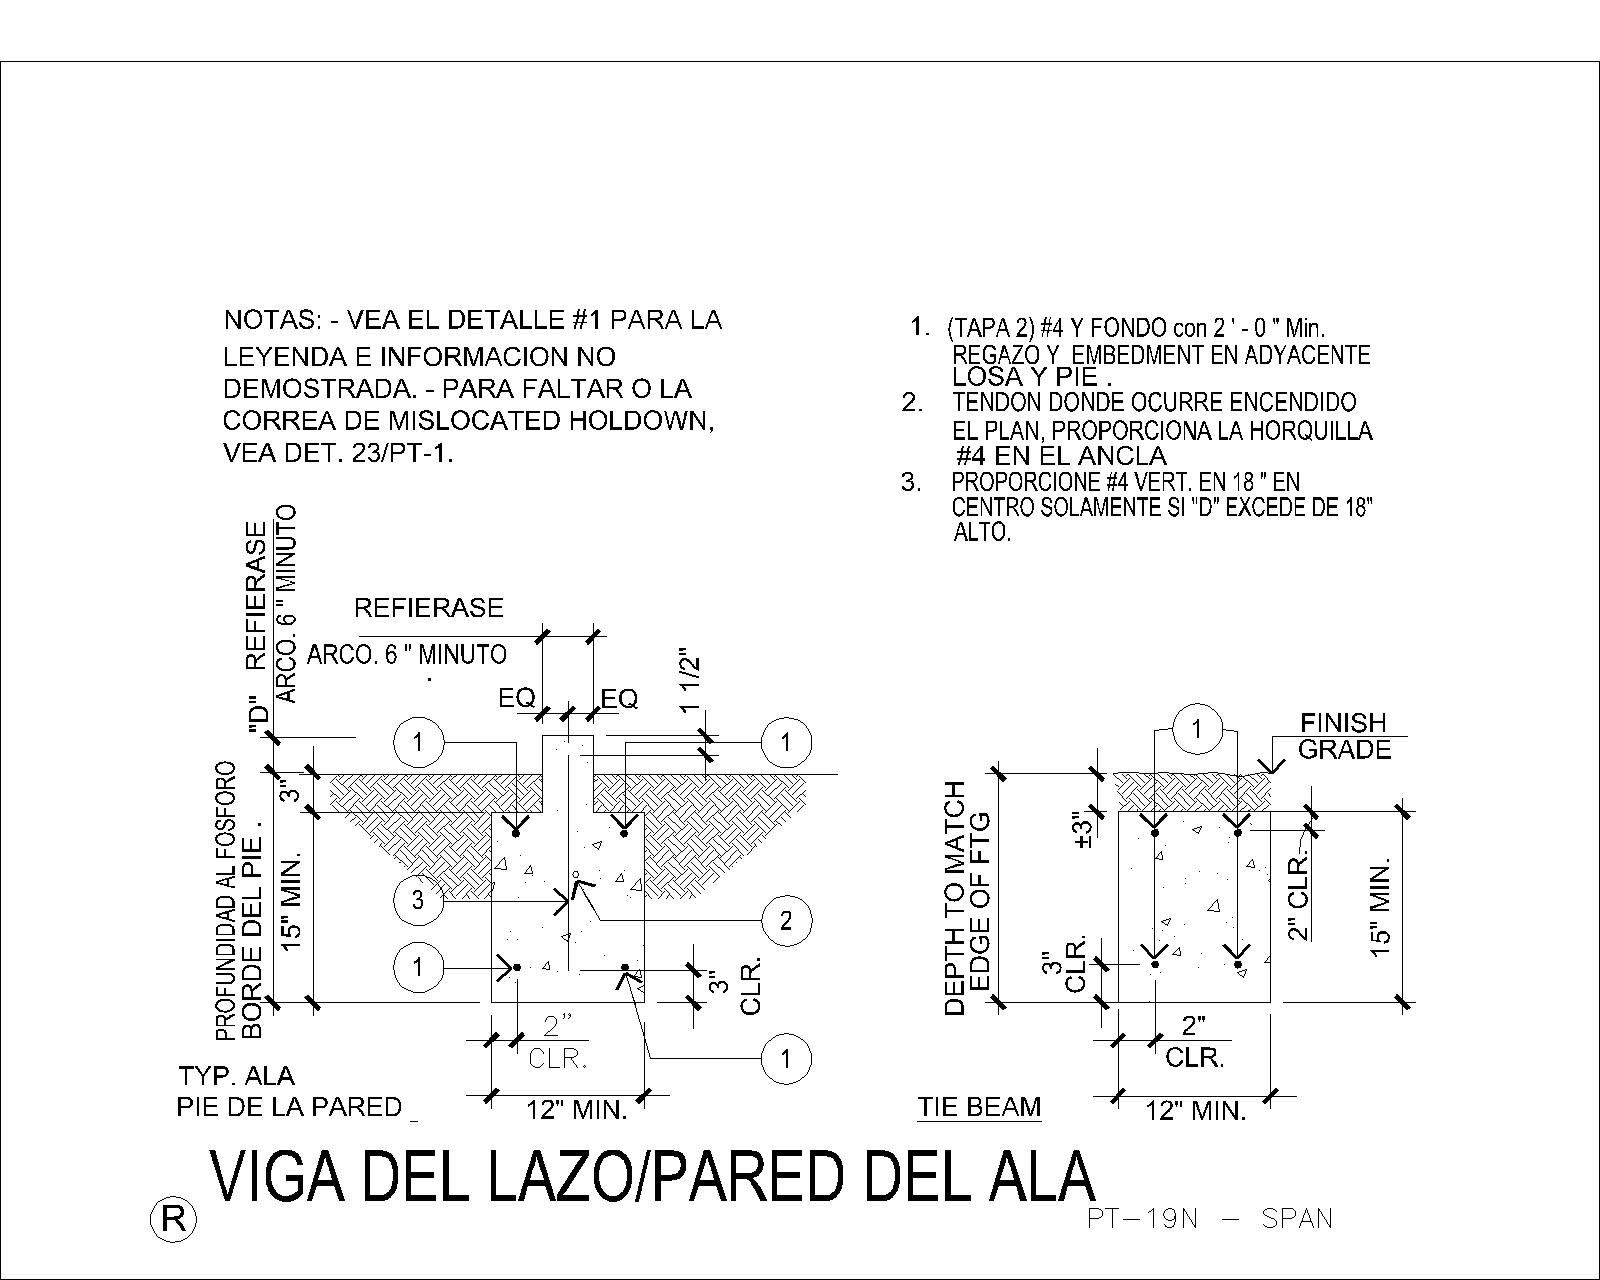 NOTAS: - VEA EL DETALLE #1 PARA LA
LEYENDA E INFORMACION NO
DEMOSTRADA. - PARA FALTAR O LA
CORREA DE MISLOCATED HOLDOWN,
VEA DET. 23/PT-1.
1. (TAPA 2) #4 Y FONDO con 2 ' - 0 " Min.
REGAZO Y EMBEDMENT EN ADYACENTE
LOSA Y PIE .
2. TENDON DONDE OCURRE ENCENDIDO
EL PLAN, PROPORCIONA LA HORQUILLA
#4 EN EL ANCLA
3. PROPORCIONE #4 VERT. EN 18 " EN
CENTRO SOLAMENTE SI "D" EXCEDE DE 18"
ALTO.
"D" REFIERASE
ARCO. 6 " MINUTO
REFIERASE
ARCO. 6 " MINUTO
.
EQ
EQ
1 1/2"
1
1
3"
PROFUNDIDAD AL FOSFORO
BORDE DEL PIE .
15" MIN.
3
2
1
3"
CLR.
2”
CLR.
1
12" MIN.
TYP. ALA
PIE DE LA PARED
1
FINISH
GRADE
DEPTH TO MATCH
EDGE OF FTG
±3"
2" CLR.
15" MIN.
3"
CLR.
2"
CLR.
12" MIN.
TIE BEAM
VIGA DEL LAZO/PARED DEL ALA
R
PT-19N - SPAN